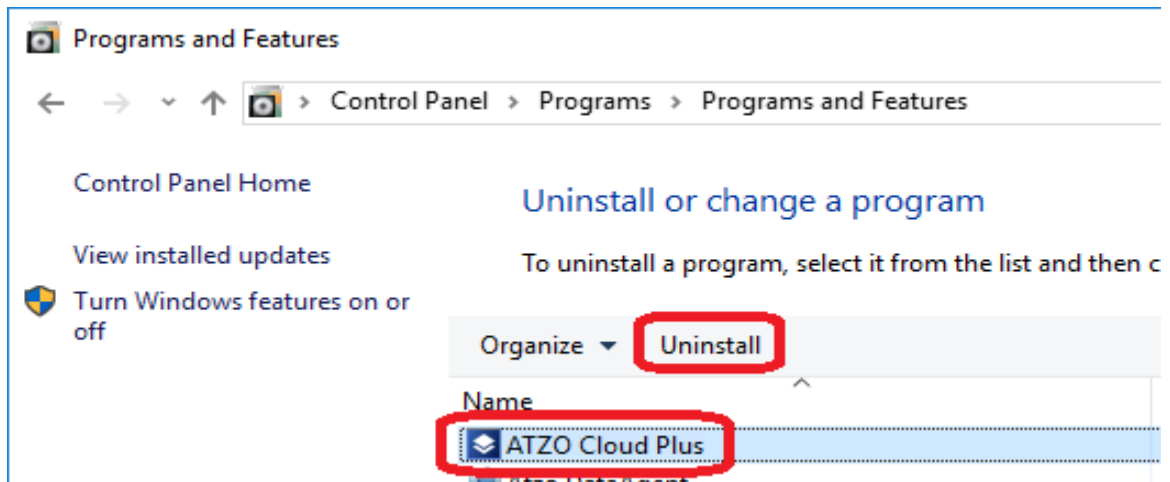 Programs and Features
Control Panel > Programs > Programs and Features
Control Panel Home
Uninstall or change a program
View installed updates
To uninstall a program, select it from the list and then c
Turn Windows features on or
off
Organize Uninstall
Name
ATZO Cloud Plus
Atzo DataAgent